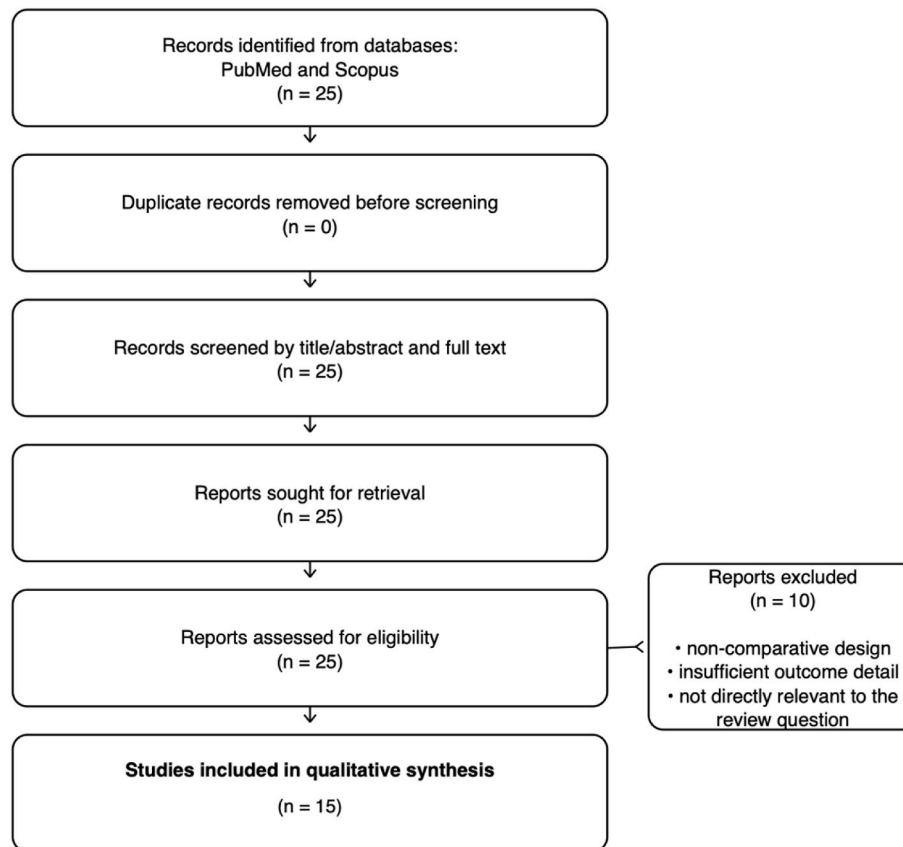 Records identified from databases:
PubMed and Scopus
(n = 25)
Duplicate records removed before screening
(n = 0)
Records screened by title/abstract and full text
(n = 25)
Reports sought for retrieval
(n = 25)
Reports assessed for eligibility
(n = 25)
Reports excluded
(n = 10)
• non-comparative design
• insufficient outcome detail
• not directly relevant to the
review question
Studies included in qualitative synthesis
(n = 15)